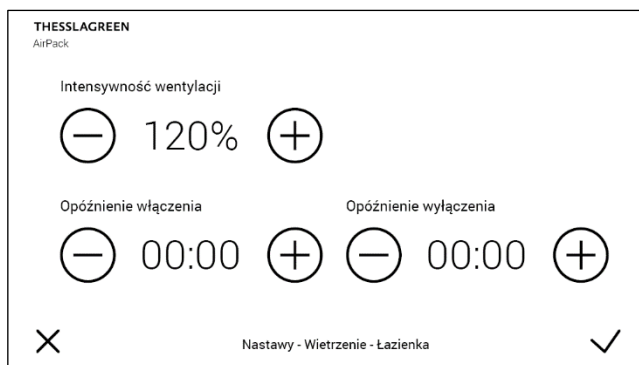 THESSLAGREEN
AirPack
Intensywność wentylacji
120%
Opóźnienie włączenia
Opóźnienie wyłączenia
00:00
00:00
Nastawy - Wietrzenie - Łazienka